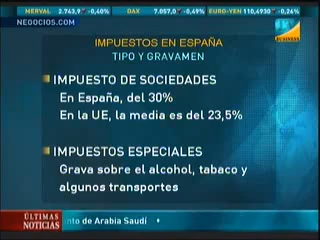 MERVAL 2.743,9 -0,40% DAX 7.057,0 -0,49% EURO-YEN 110,4930 -0,26%
NEGOCIOS.COM
BUSINESS
IMPUESTOS EN ESPAÑA
TIPO Y GRAVAMEN
IMPUESTO DE SOCIEDADES
En España, del 30%
En la UE, la media es del 23,5%
IMPUESTOS ESPECIALES
Grava sobre el alcohol, tabaco y
algunos transportes
ÚLTIMAS
NOTICIAS
nto de Arabia Saudí